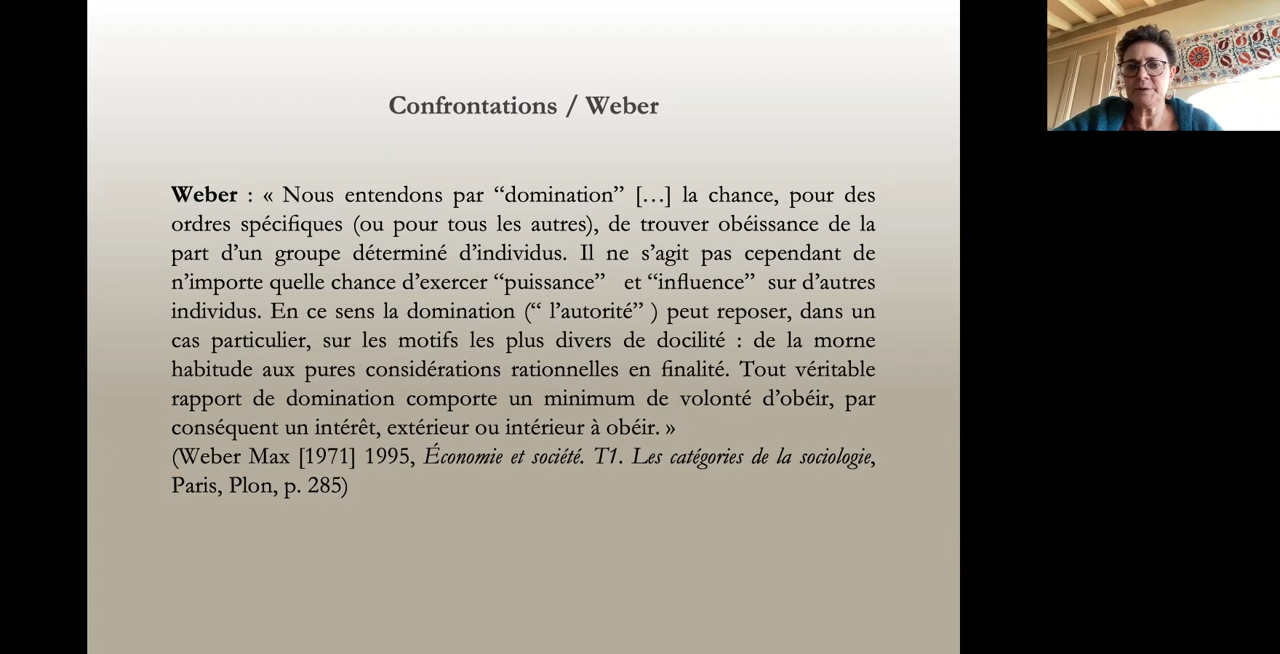 Confrontations / Weber
Weber : « Nous entendons par “domination” […] la chance, pour des
ordres spécifiques (ou pour tous les autres), de trouver obéissance de la
part d’un groupe déterminé d’individus. Il ne s’agit pas cependant de
n’importe quelle chance d’exercer “puissance” et “influence” sur d’autres
individus. En ce sens la domination (“ l’autorité” ) peut reposer, dans un
cas particulier, sur les motifs les plus divers de docilité : de la morne
habitude aux pures considérations rationnelles en finalité. Tout véritable
rapport de domination comporte un minimum de volonté d’obéir, par
conséquent un intérêt, extérieur ou intérieur à obéir. »
(Weber Max [1971] 1995, Économie et société. T1. Les catégories de la sociologie,
Paris, Plon, p. 285)